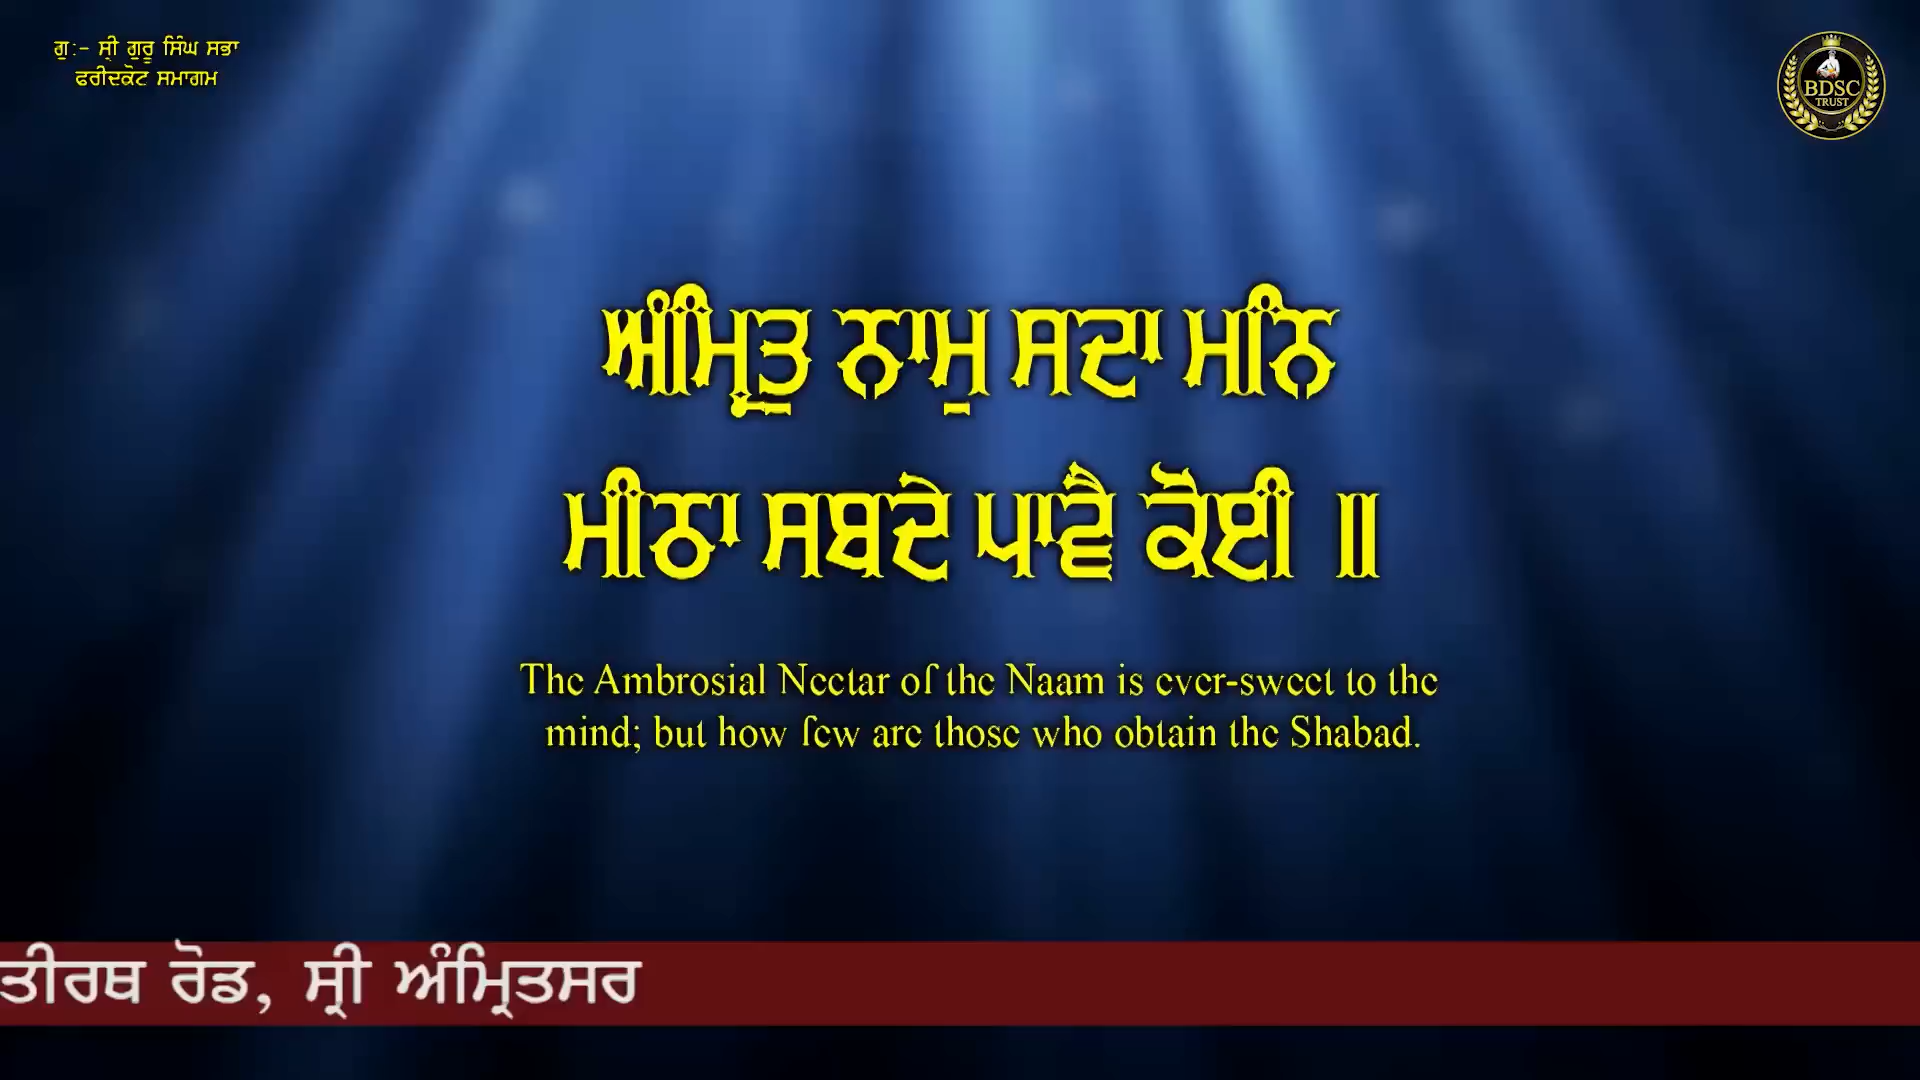 ਗੁ:- ਸ੍ਰੀ ਗੁਰੂ ਸਿੰਘ ਸਭਾ
ਫਰੀਦਕੋਟ ਸਮਾਗਮ
BDSC
TRUST
ਅੰਮ੍ਰਿਤੁ ਨਾਮੁ ਸਦਾ ਮਨਿ
ਮੀਠਾ ਸਬਦੇ ਪਾਵੈ ਕੋਈ ॥
The Ambrosial Nectar of the Naam is ever-sweet to the
mind; but how few are those who obtain the Shabad.
ਤੀਰਥ ਰੋਡ, ਸ੍ਰੀ ਅੰਮ੍ਰਿਤਸਰ